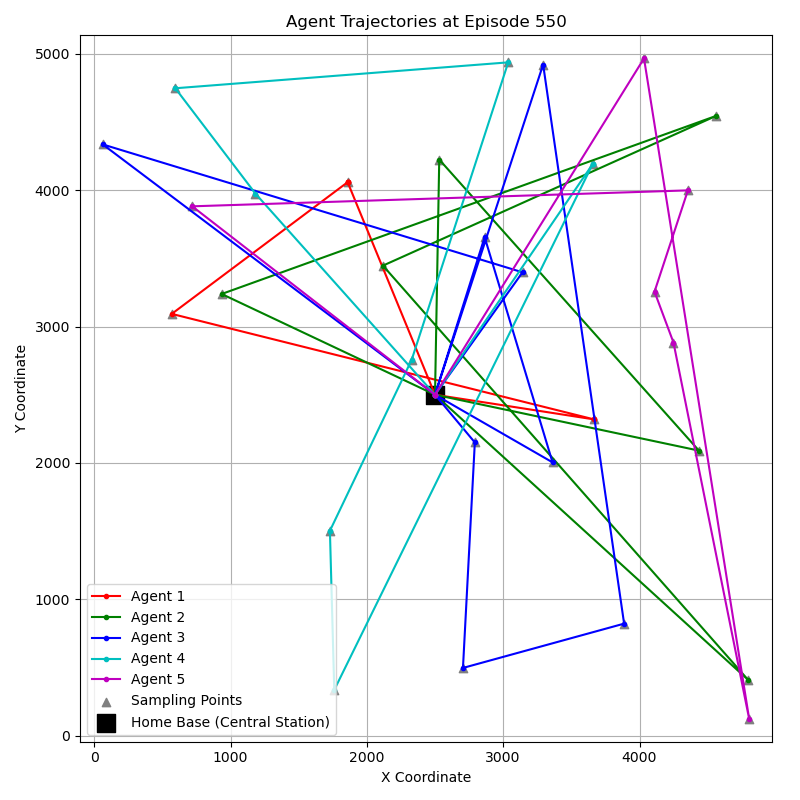 Agent Trajectories at Episode 550
Y Coordinate
5000
4000
3000
2000
1000
0
Agent 1
Agent 2
Agent 3
Agent 4
Agent 5
Sampling Points
Home Base (Central Station)
0 1000 2000 3000 4000
X Coordinate